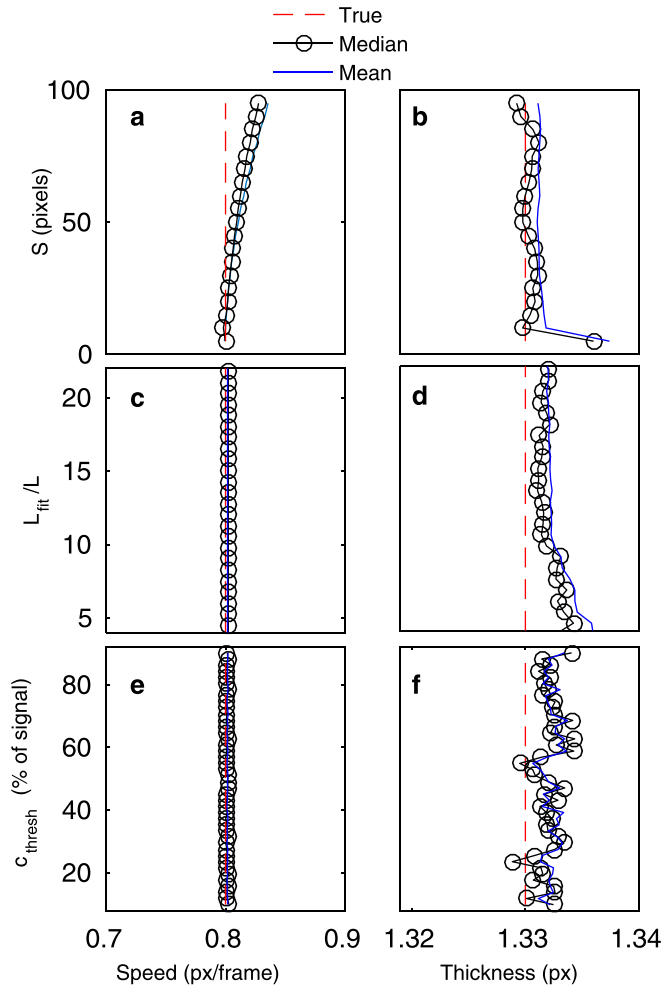 True
Median
Mean
100
a
b
S (pixels)
50
0
20
c
d
15
L_fit /L
10
5
80
e
f
60
c_thresh (% of signal)
40
20
0.7 0.8 0.9 1.32 1.33 1.34
Speed (px/frame) Thickness (px)